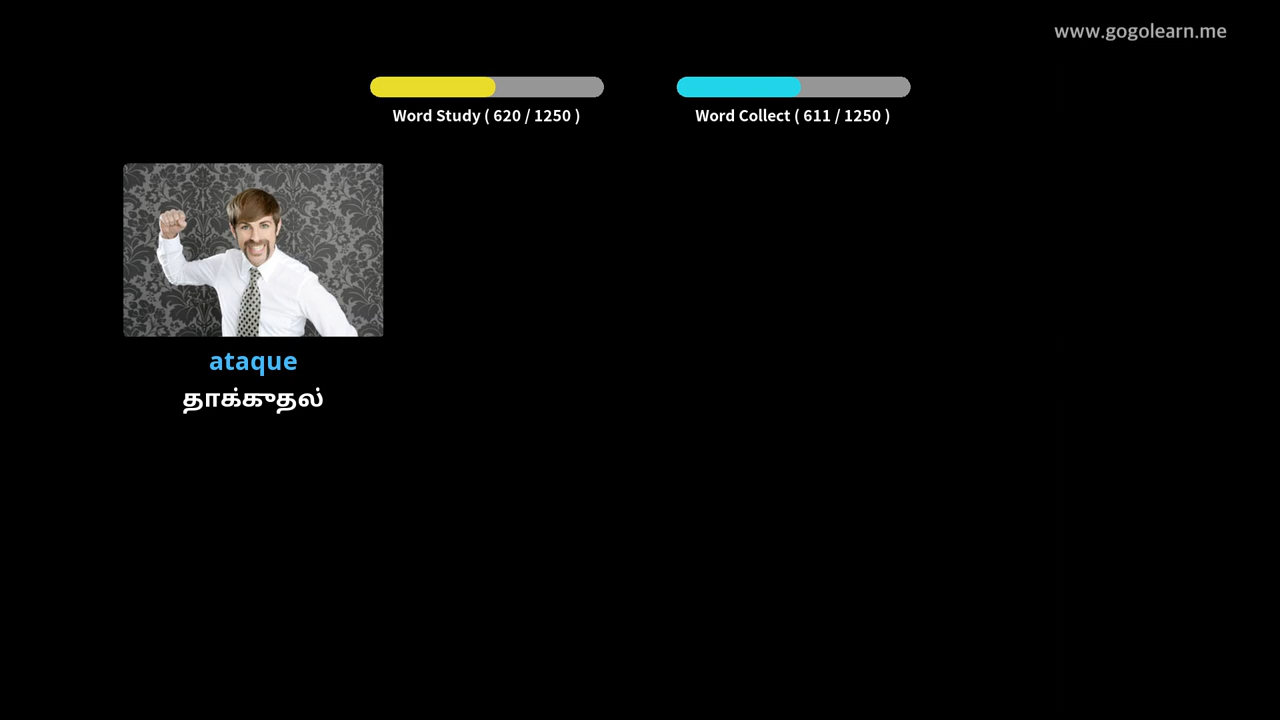 www.gogolearn.me
Word Study ( 620 / 1250 )
Word Collect ( 611 / 1250 )
ataque
தாக்குதல்